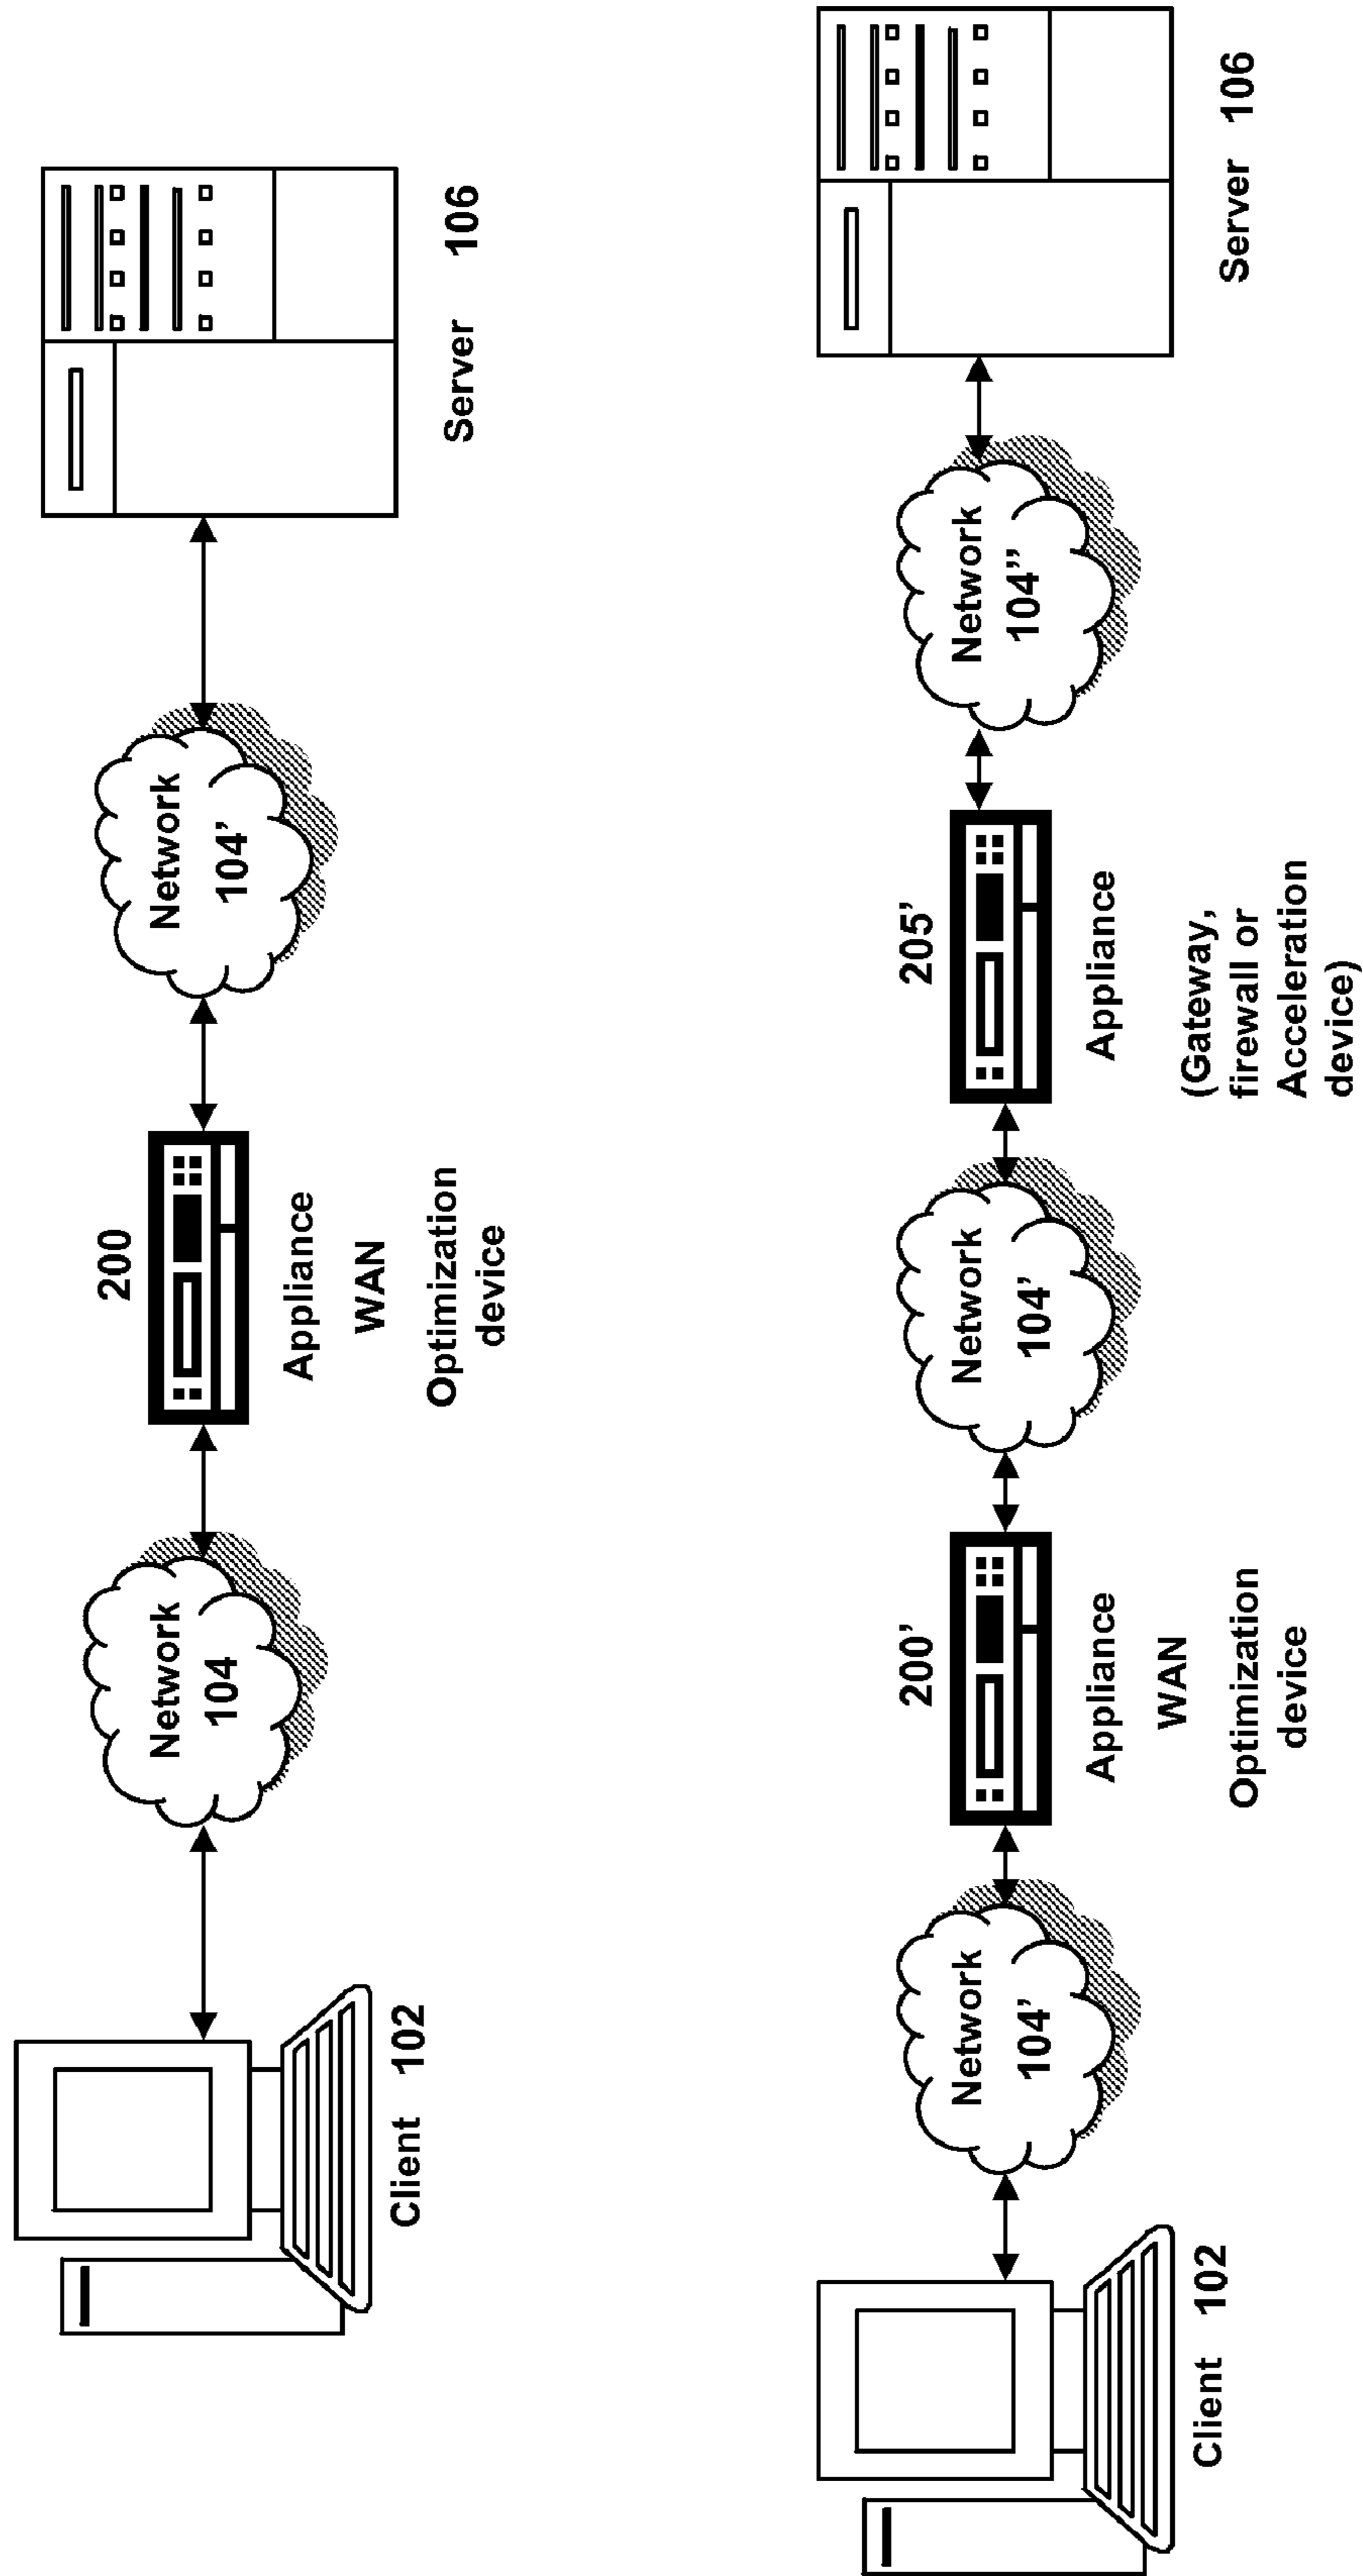 Client 102
Network
104
200
Appliance
WAN
Optimization
device
Network
104’
Server 106
Client 102
Network
104’
200’
Appliance
WAN
Optimization
device
Network
104’
205’
Appliance
(Gateway,
firewall or
Acceleration
device)
Network
104”
Server 106